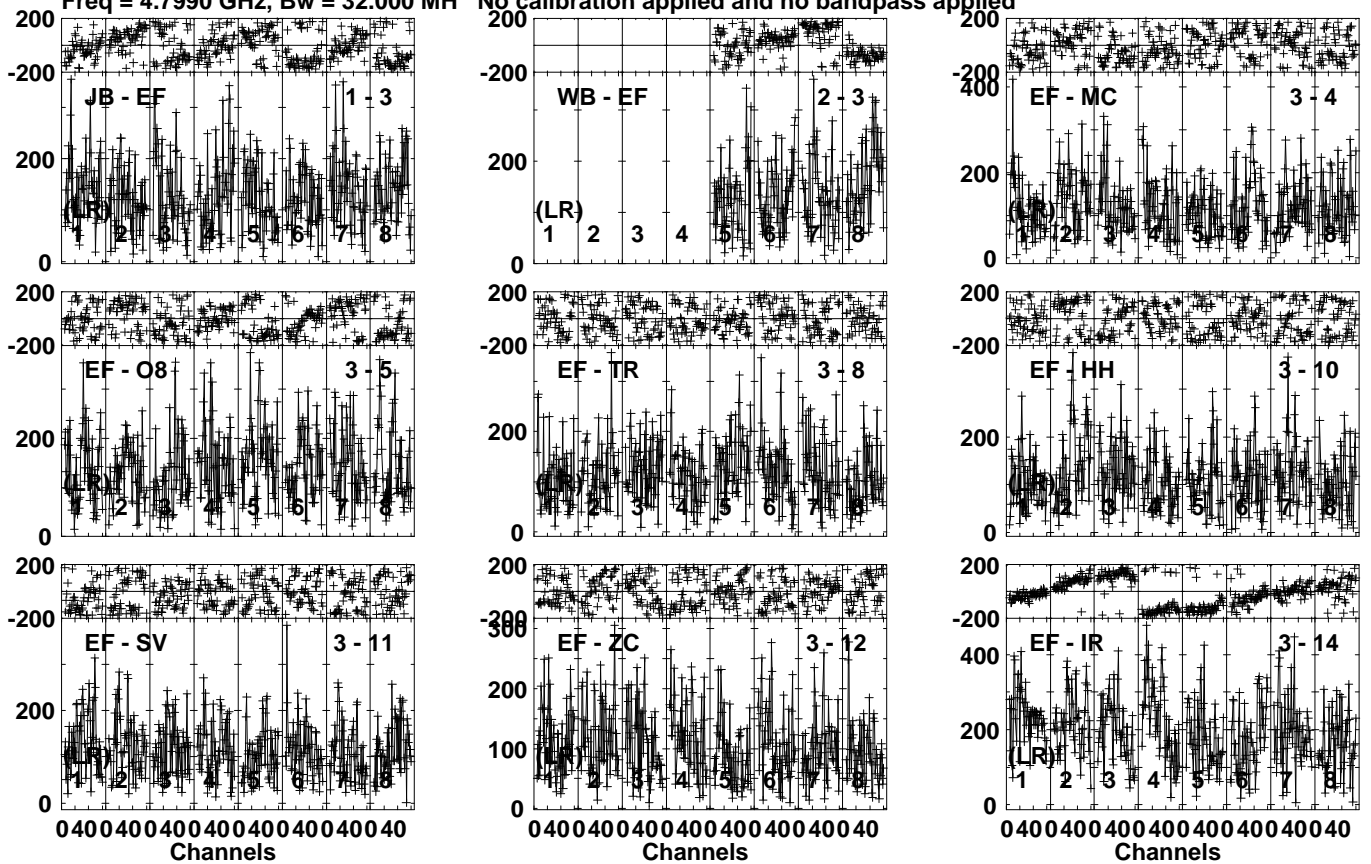 Freq = 4.7990 GHz, Bw = 32.000 MH No calibration applied and no bandpass applied
200
-200
JB - EF 1 - 3
200
(LR)
1 2 3 4 5 6 7 8
0
200
-200
WB - EF 2 - 3
200
(LR)
1 2 3 4 5 6 7 8
0
200
-200
400
EF - MC 3 - 4
200
(LR)
1 2 3 4 5 6 7 8
0
200
-200
EF - O8 3 - 5
200
(LR)
1 2 3 4 5 6 7 8
0
200
-200
EF - TR 3 - 8
200
(LR)
1 2 3 4 5 6 7 8
0
200
-200
EF - HH 3 - 10
200
(LR)
1 2 3 4 5 6 7 8
0
200
-200
EF - SV 3 - 11
200
(LR)
1 2 3 4 5 6 7 8
0
0 40 0 40 0 40 0 40 0 40 0 40 0 40 0 40
Channels
200
-200
300
EF - ZC 3 - 12
200
100
(LR)
1 2 3 4 5 6 7 8
0
0 40 0 40 0 40 0 40 0 40 0 40 0 40 0 40
Channels
200
-200
EF - IR 3 - 14
400
200
(LR)
1 2 3 4 5 6 7 8
0
0 40 0 40 0 40 0 40 0 40 0 40 0 40 0 40
Channels